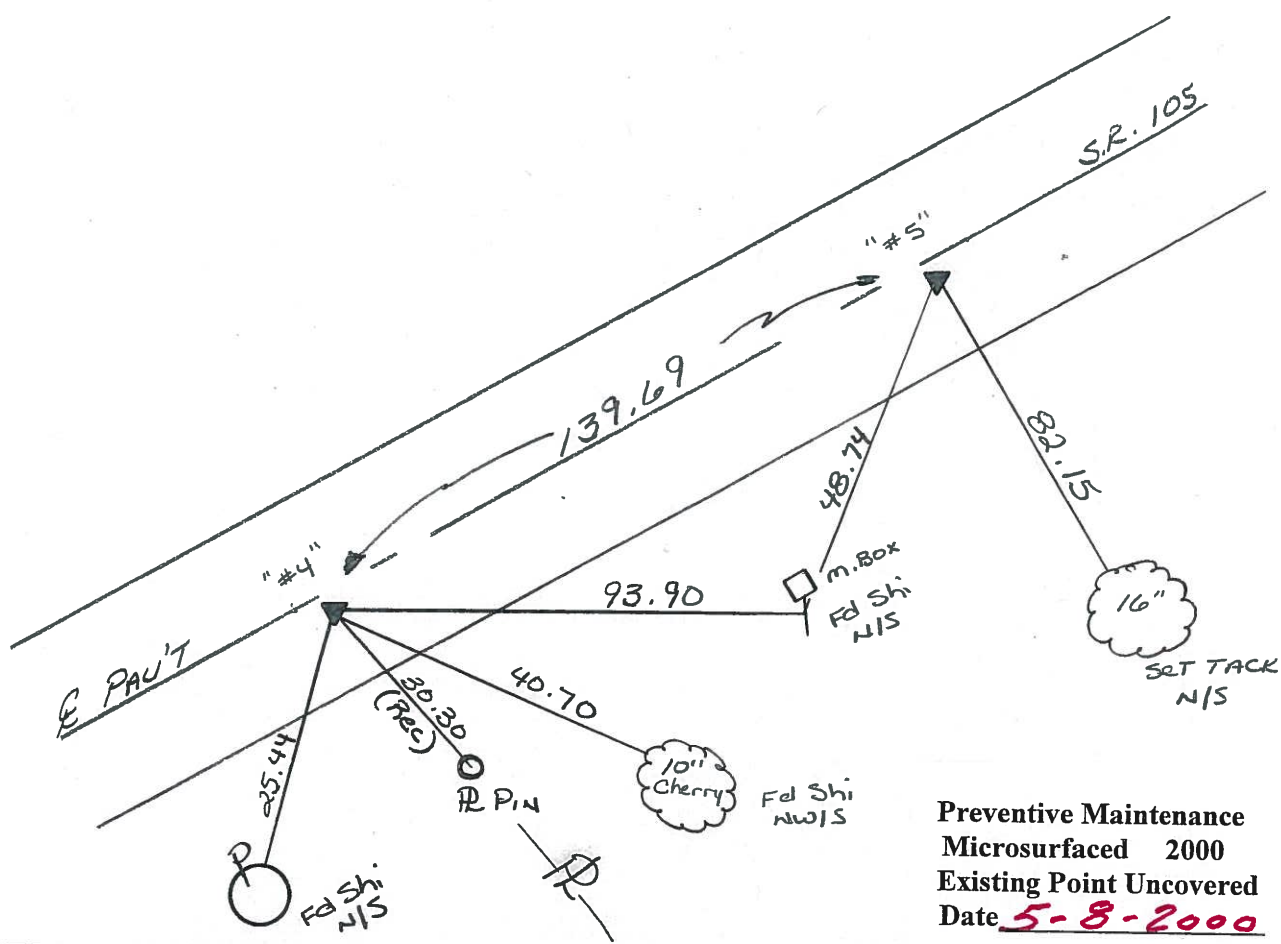 S.R. 105
"#5"
139.69
48.74
82.15
"#4"
M.Box
Fd Shi
N/S
93.90
16"
SET TACK
N/S
℄ PAV'T
30.30
(Rec)
40.70
25.44
10"
Cherry
Fd Shi
NW/S
PL PIN
P
Fd Shi
N/S
PL
Preventive Maintenance
Microsurfaced 2000
Existing Point Uncovered
Date 5-8-2000